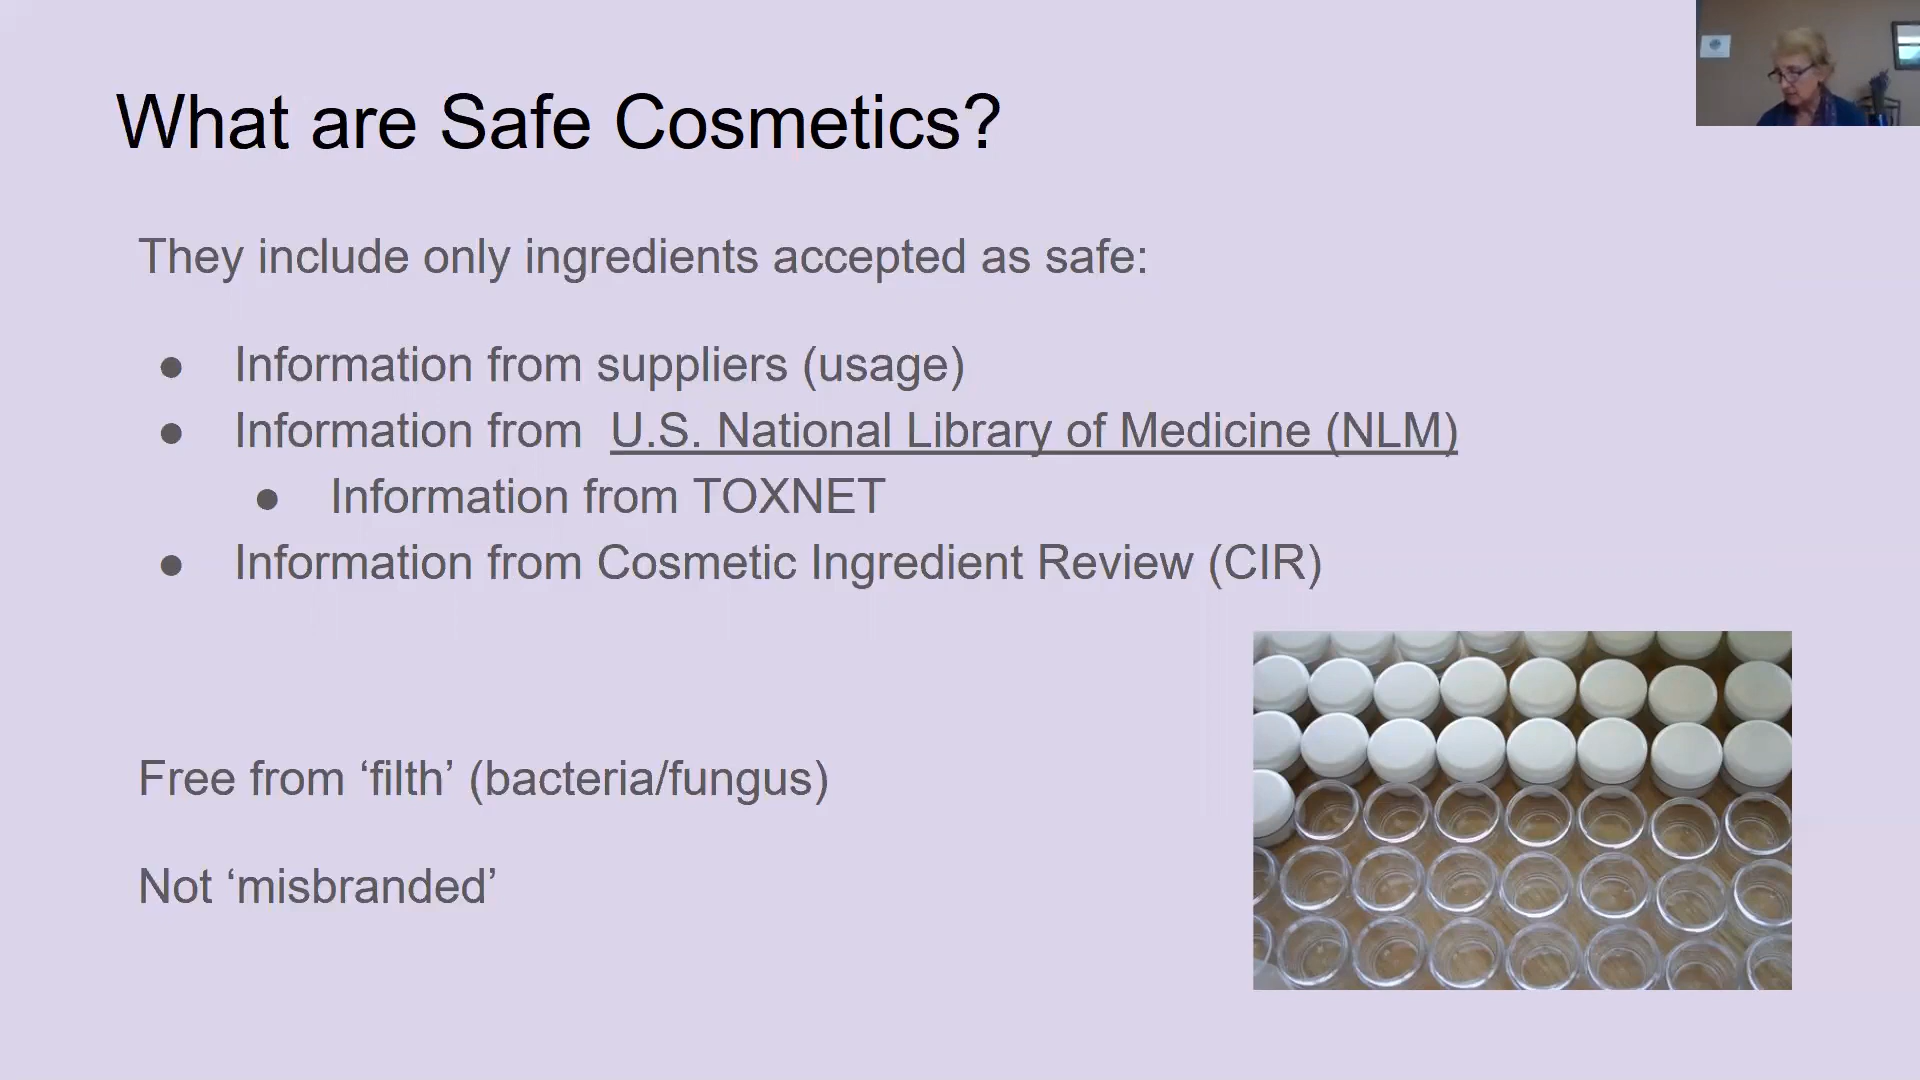 What are Safe Cosmetics?
They include only ingredients accepted as safe:
● Information from suppliers (usage)
● Information from U.S. National Library of Medicine (NLM)
● Information from TOXNET
● Information from Cosmetic Ingredient Review (CIR)
Free from ‘filth’ (bacteria/fungus)
Not ‘misbranded’